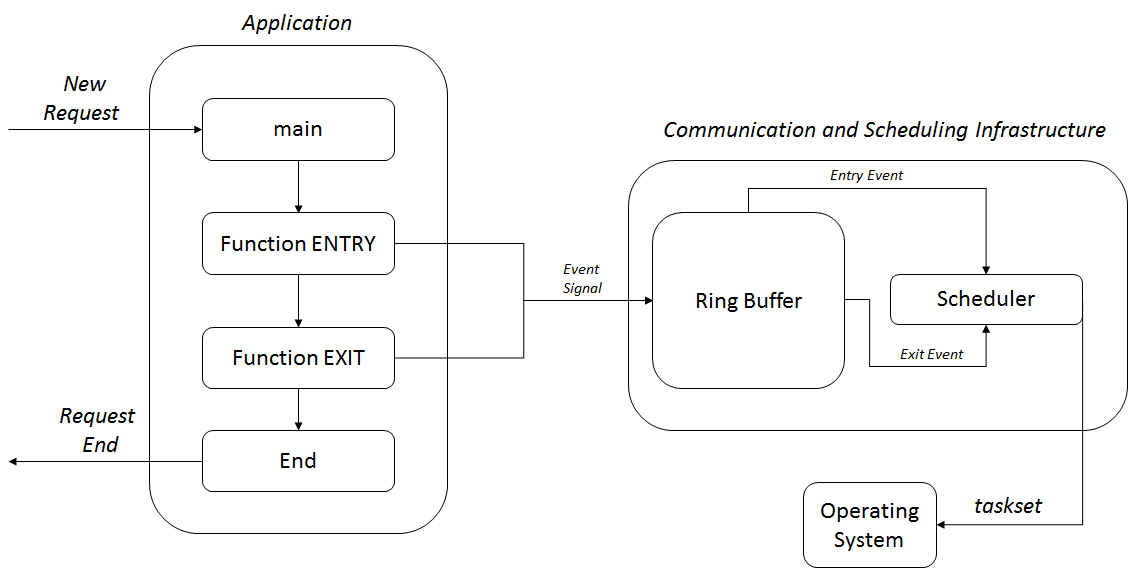 Application
New
Request
main
Function ENTRY
Function EXIT
Request
End
End
Event
Signal
Communication and Scheduling Infrastructure
Entry Event
Ring Buffer
Scheduler
Exit Event
taskset
Operating
System